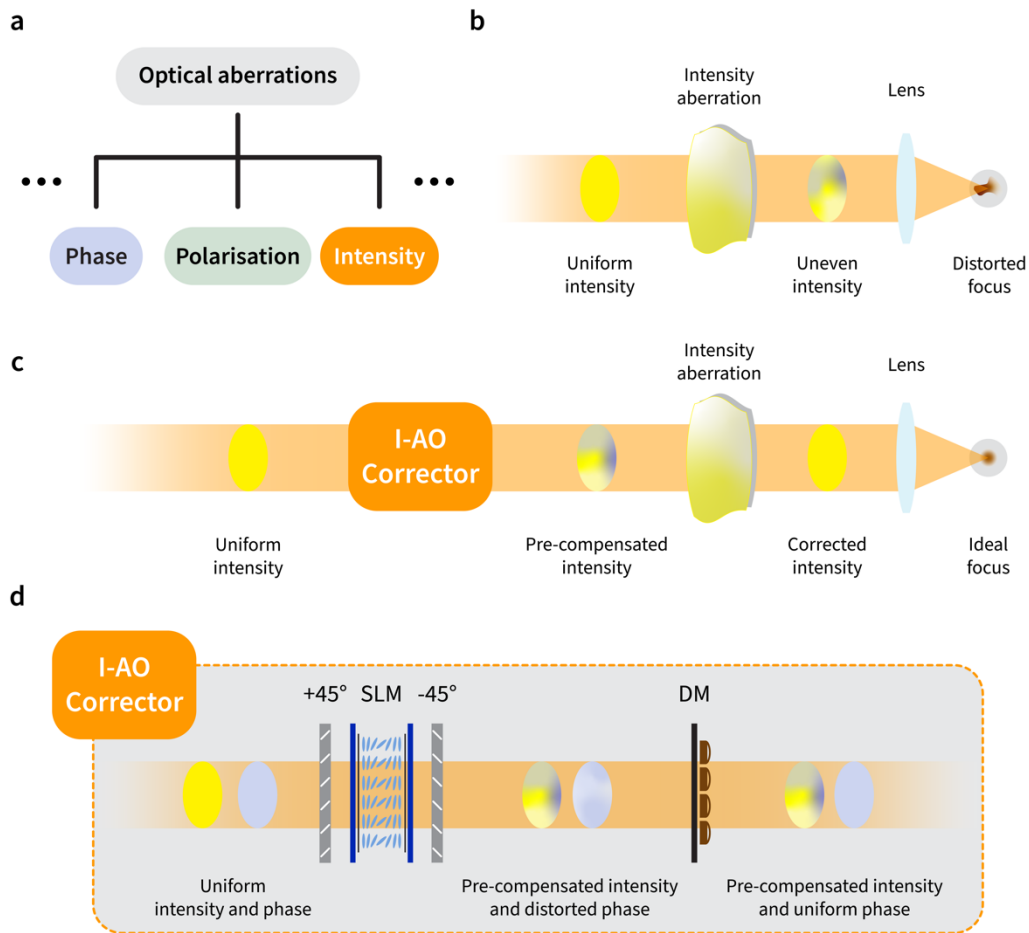 a
Optical aberrations
•••
•••
Phase
Polarisation
Intensity
b
Intensity
aberration
Lens
Uniform
intensity
Uneven
intensity
Distorted
focus
c
Intensity
aberration
Lens
I-AO
Corrector
Uniform
intensity
Pre-compensated
intensity
Corrected
intensity
Ideal
focus
d
I-AO
Corrector
+45°
SLM
-45°
DM
Uniform
intensity and phase
Pre-compensated intensity
and distorted phase
Pre-compensated intensity
and uniform phase